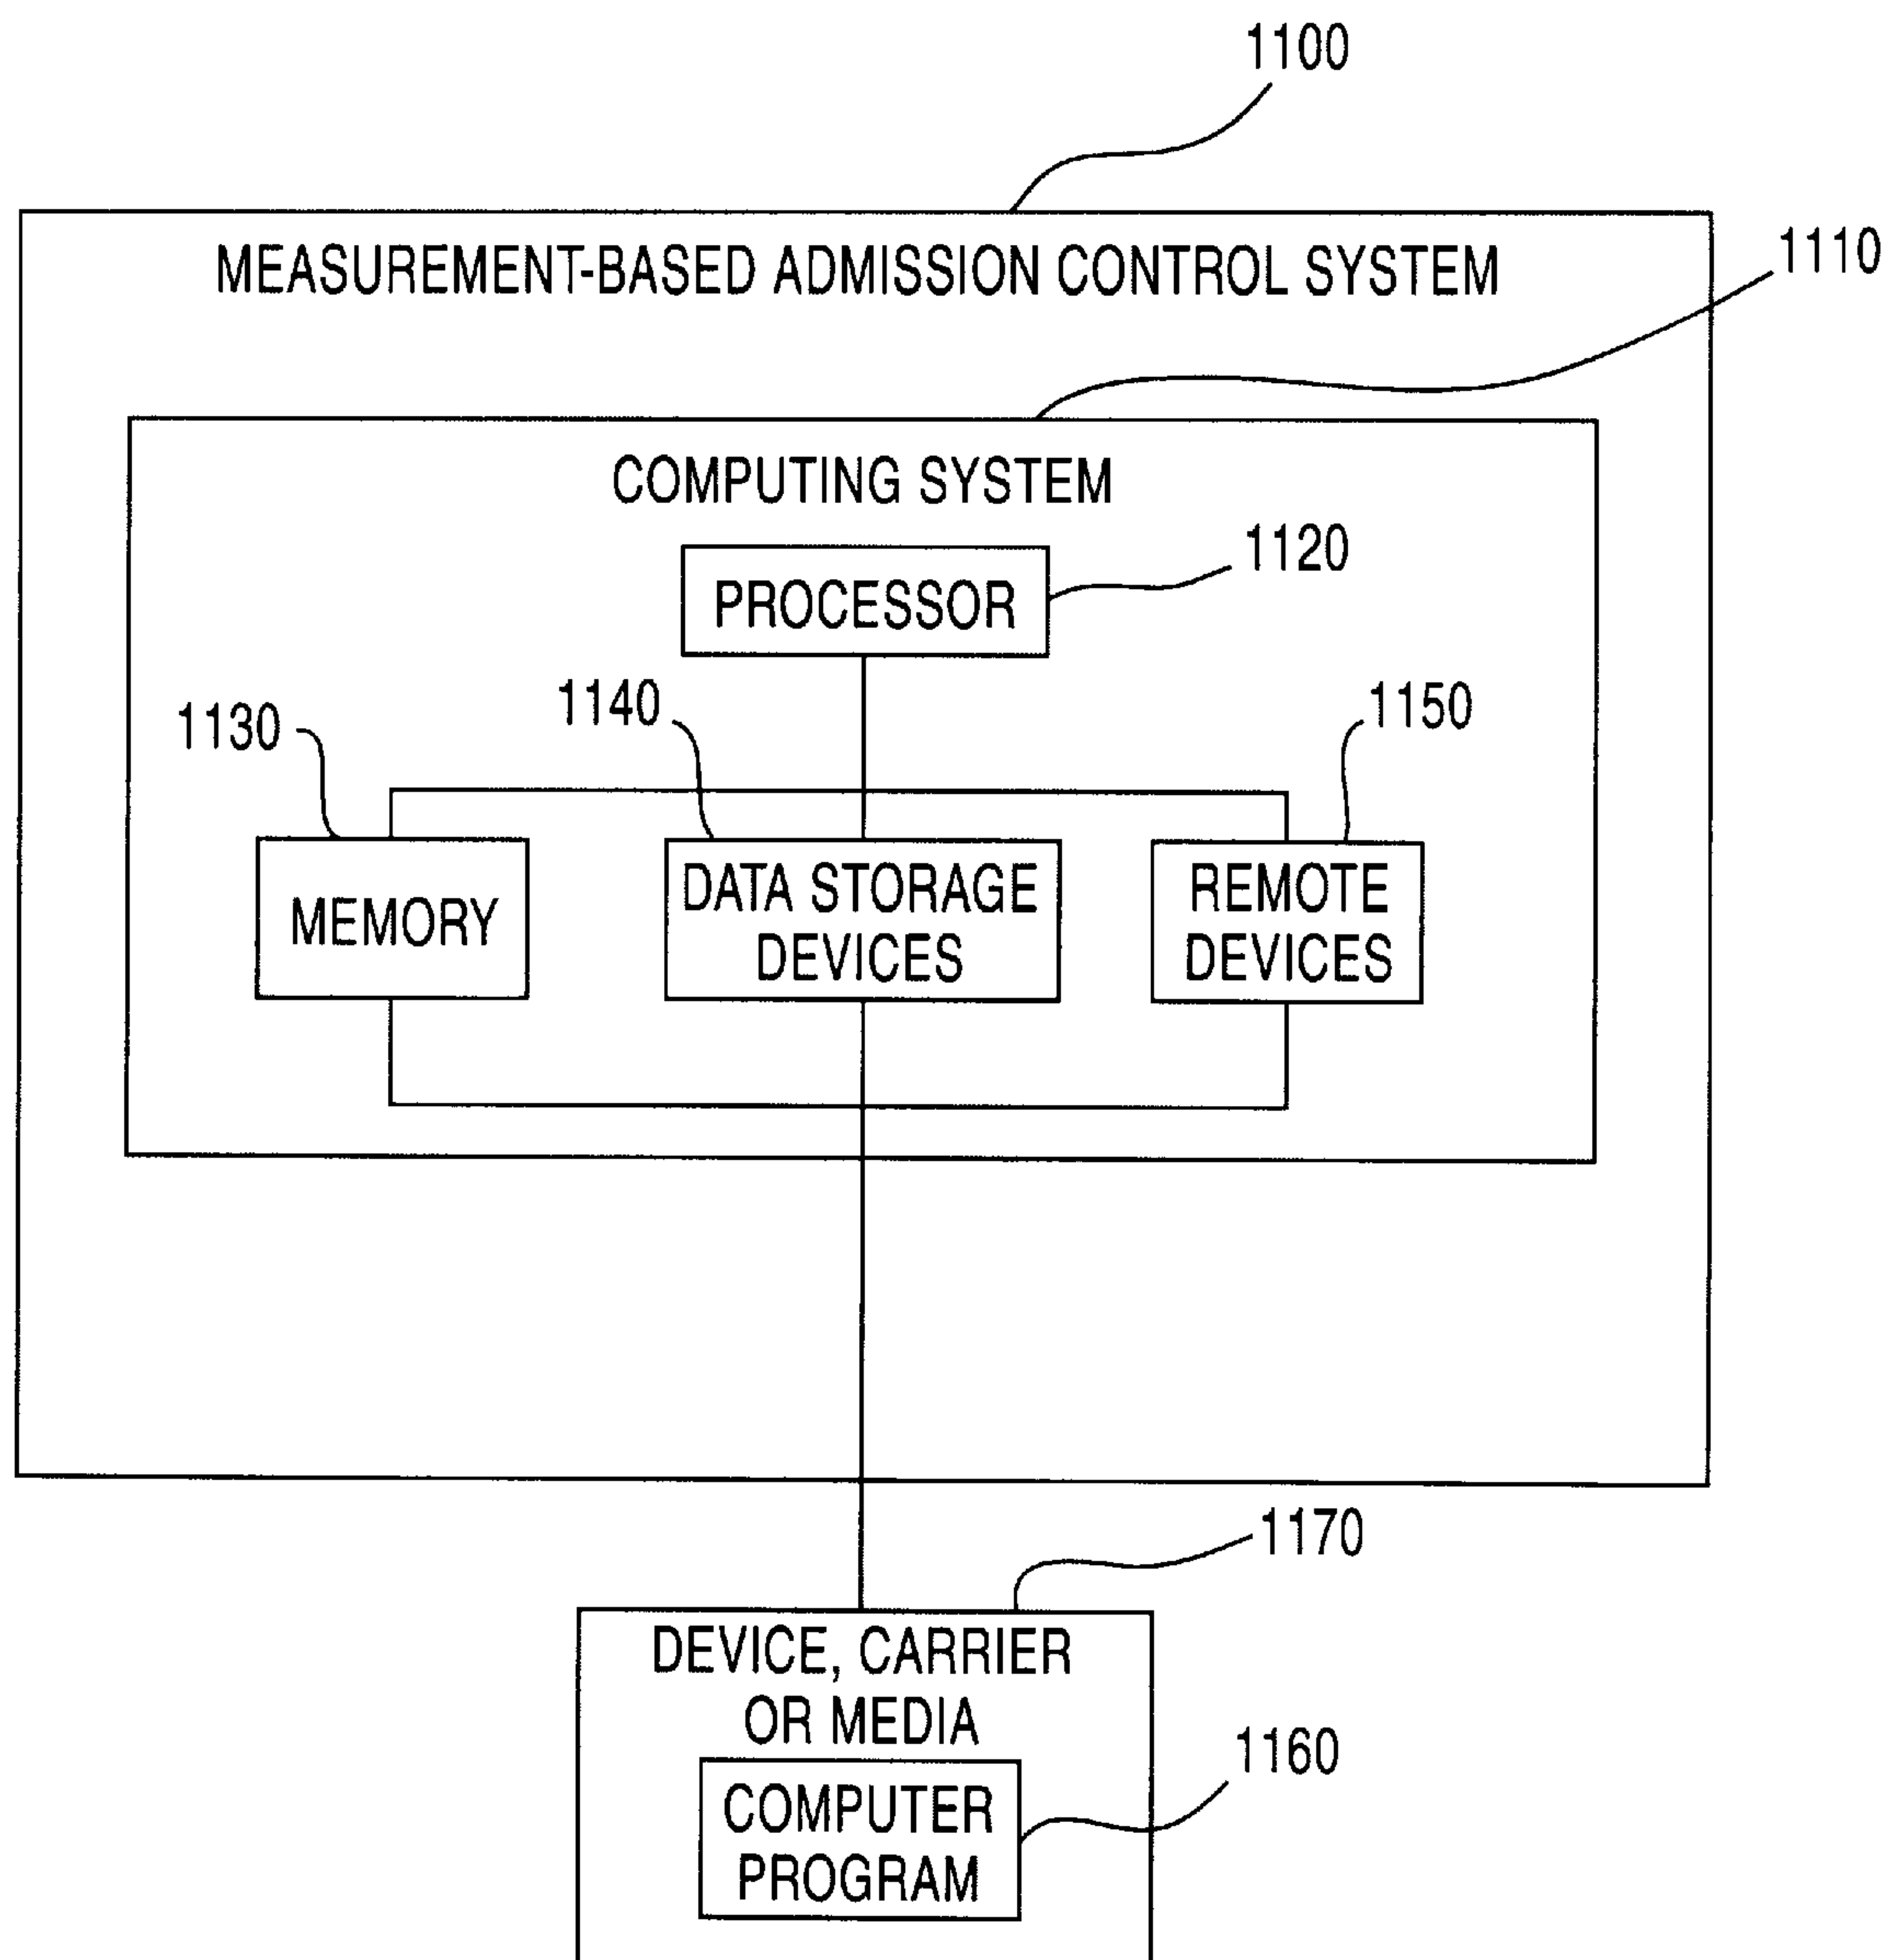 1100
MEASUREMENT-BASED ADMISSION CONTROL SYSTEM
1110
COMPUTING SYSTEM
1120
PROCESSOR
1130
1140
1150
MEMORY
DATA STORAGE
DEVICES
REMOTE
DEVICES
1170
DEVICE, CARRIER
OR MEDIA
1160
COMPUTER
PROGRAM